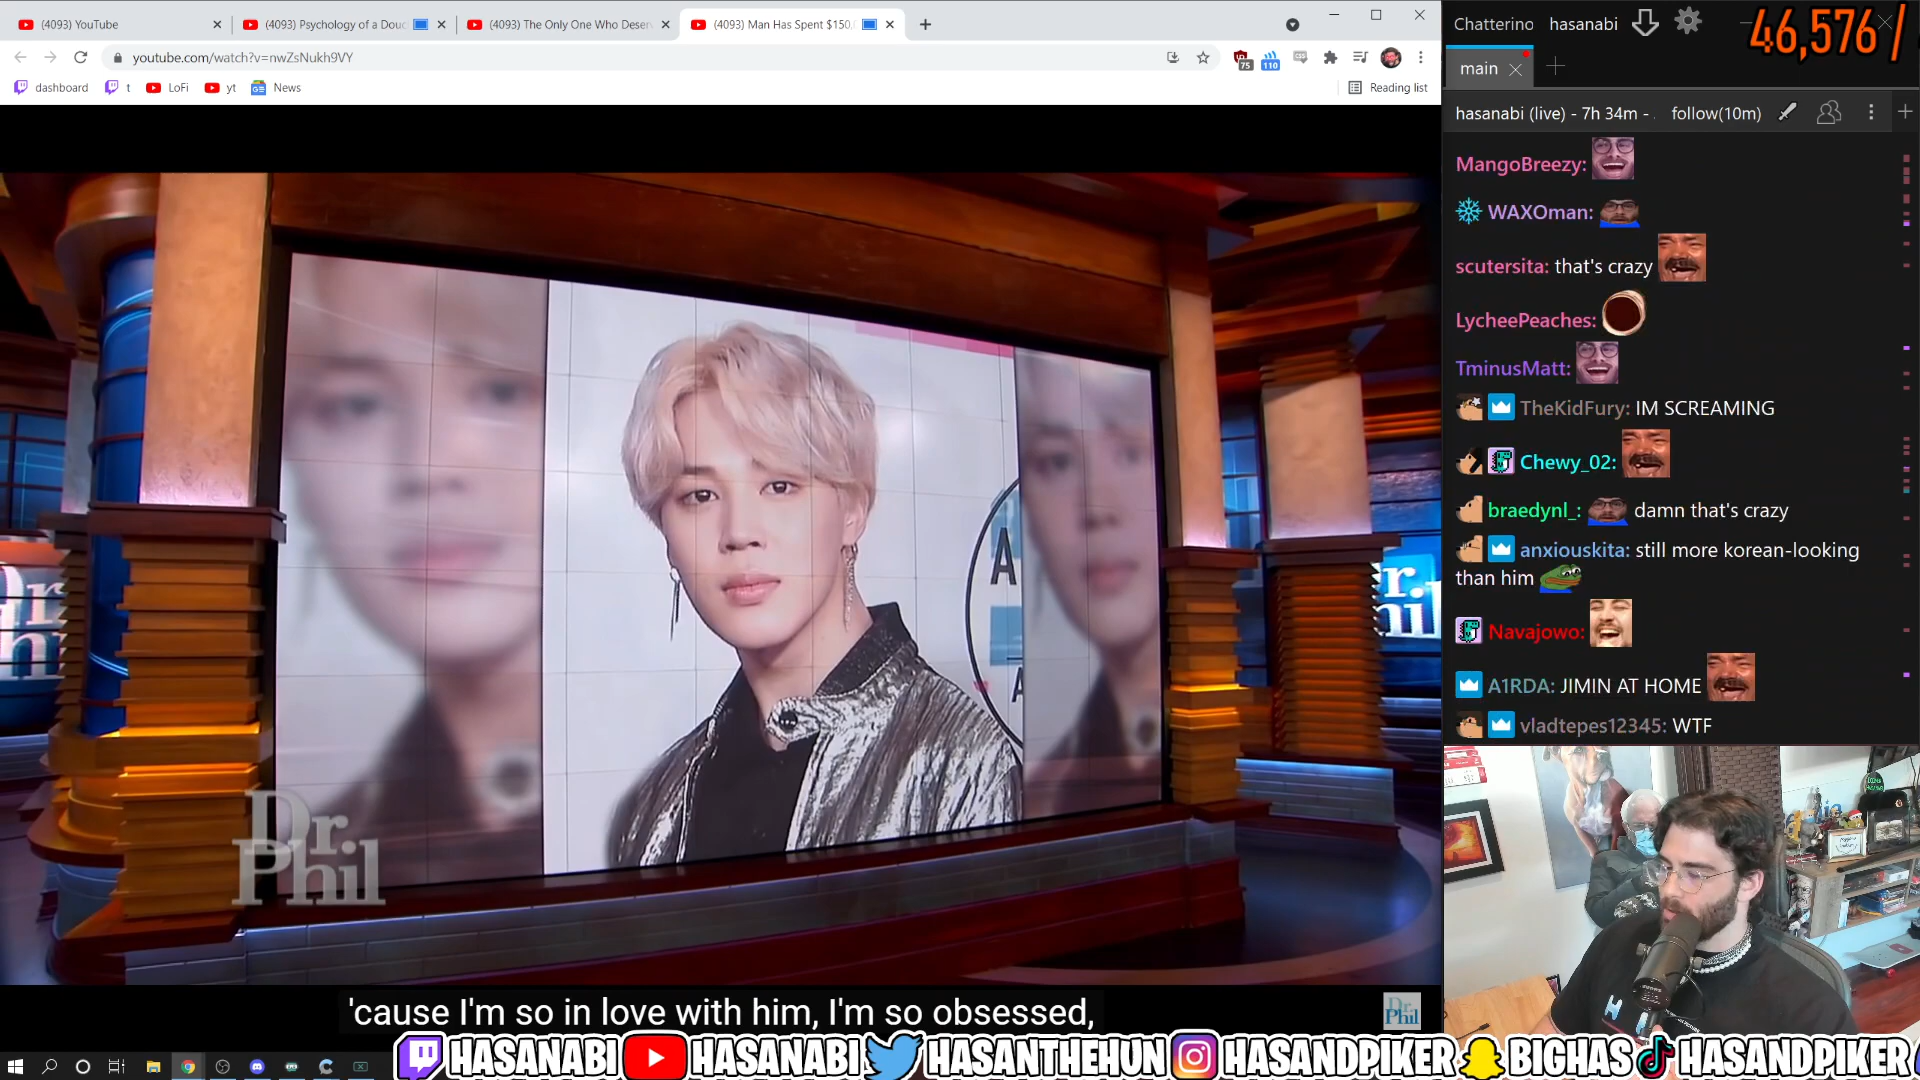 (4093) YouTube
(4093) Psychology of a Douc
(4093) The Only One Who Deser
(4093) Man Has Spent $150.
youtube.com/watch?v=nwZsNukh9VY
75
110
dashboard
t
LoFi
yt
News
Reading list
Dr.
Phil
'cause I'm so in love with him, I'm so obsessed,
Dr.
Phil
Chatterino
hasanabi
46,576 /
main
hasanabi (live) - 7h 34m -
follow(10m)
MangoBreezy:
WAXOman:
scutersita: that's crazy
LycheePeaches:
TminusMatt:
TheKidFury: IM SCREAMING
Chewy_02:
braedynl_: damn that's crazy
anxiouskita: still more korean-looking
than him
Navajowo:
A1RDA: JIMIN AT HOME
vladtepes12345: WTF
HASANABI
HASANABI
HASANTHEHUN
HASANDPIKER
BIGHAS
HASANDPIKER